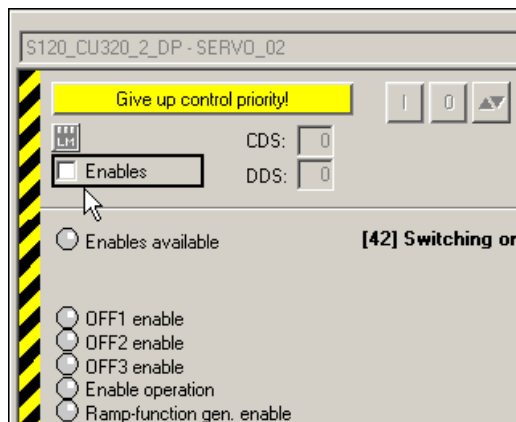 S120_CU320_2_DP - SERVO_02
Give up control priority!
I 0
LM
CDS: 0
Enables
DDS: 0
Enables available
[42] Switching on
OFF1 enable
OFF2 enable
OFF3 enable
Enable operation
Ramp-function gen. enable